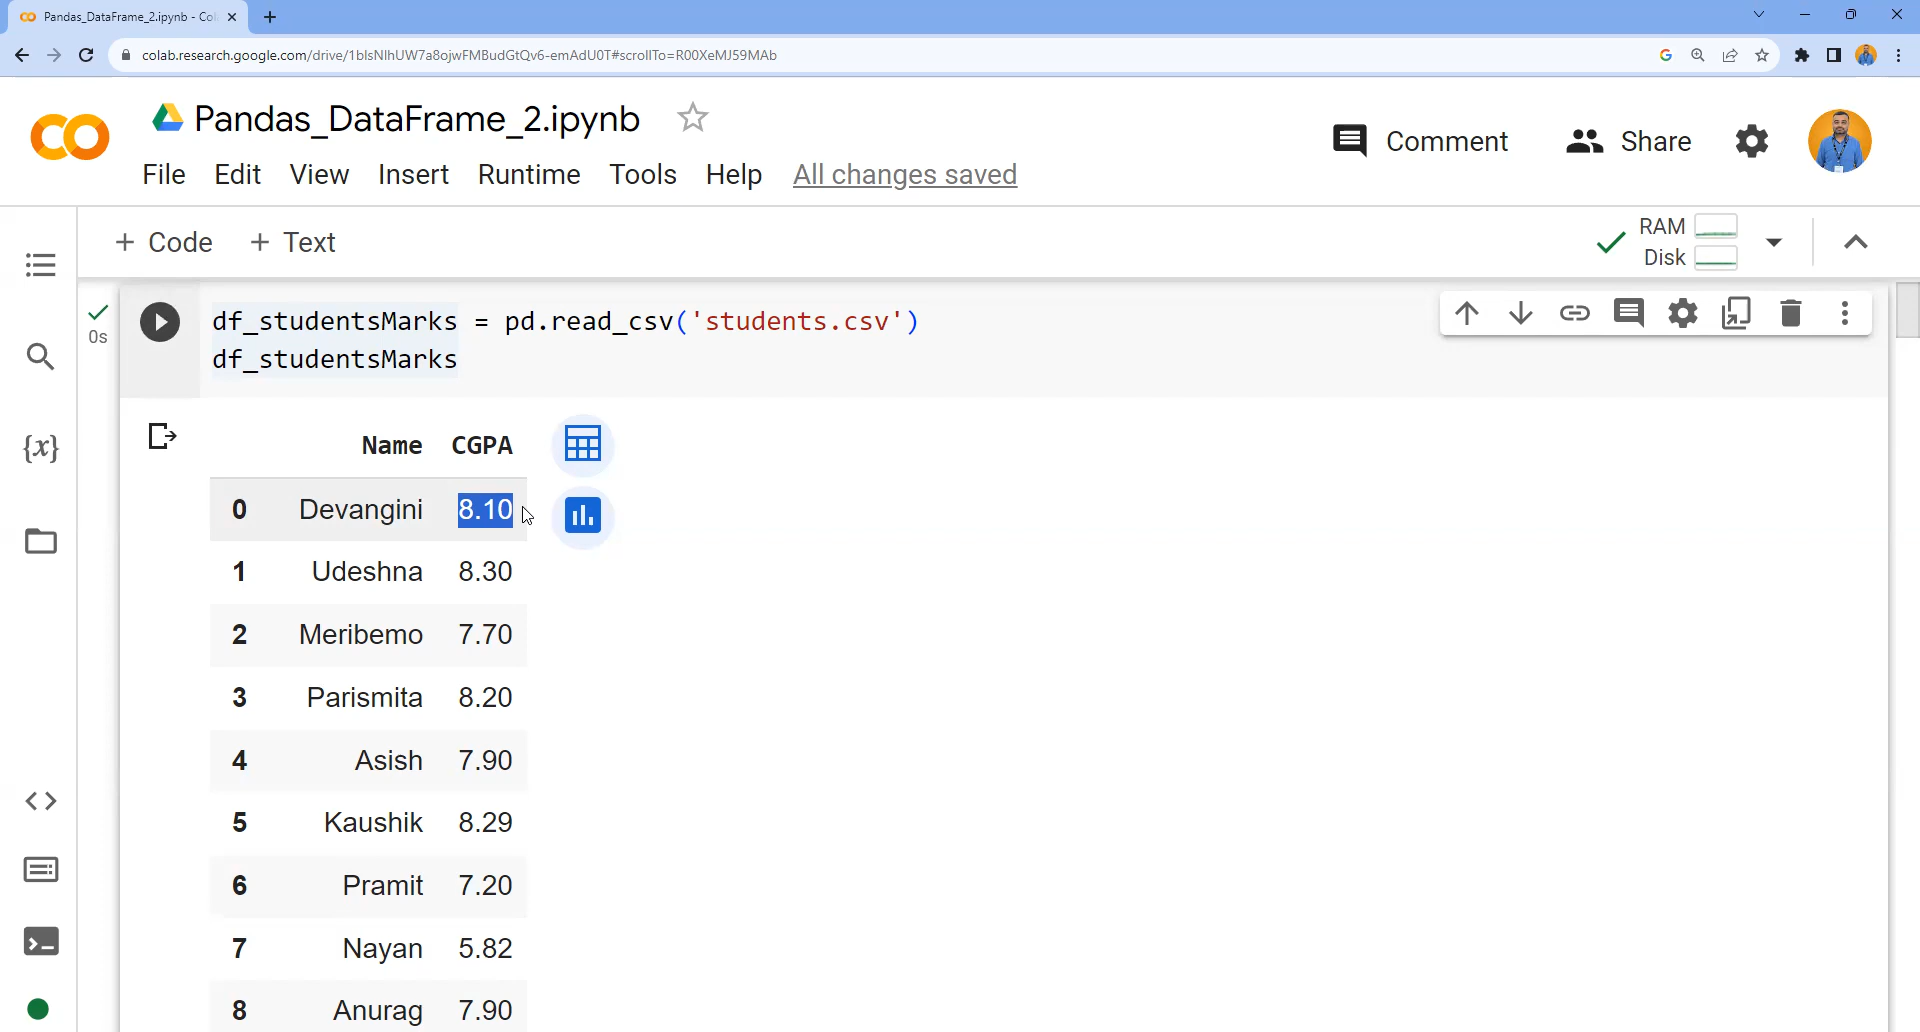 Pandas_DataFrame_2.ipynb - Col
colab.research.google.com/drive/1blsNlhUW7a8ojwFMBudGtQv6-emAdU0T#scrollTo=R00XeMJ59MAb
Pandas_DataFrame_2.ipynb
Comment Share
File Edit View Insert Runtime Tools Help All changes saved
+ Code + Text
RAM
Disk
0s
df_studentsMarks = pd.read_csv('students.csv')
df_studentsMarks
Name CGPA
0 Devangini 8.10
1 Udeshna 8.30
2 Meribemo 7.70
3 Parismita 8.20
4 Asish 7.90
5 Kaushik 8.29
6 Pramit 7.20
7 Nayan 5.82
8 Anurag 7.90
{x}